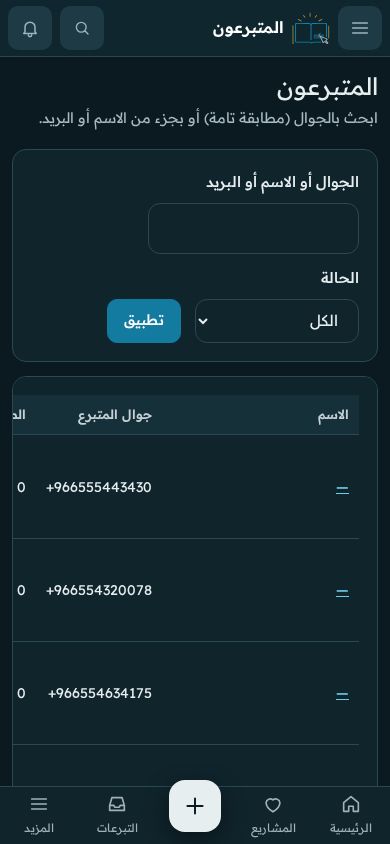 المتبرعون
المتبرعون
ابحث بالجوال (مطابقة تامة) أو بجزء من الاسم أو البريد.
الجوال أو الاسم أو البريد
الحالة
الكل
تطبيق
الاسم جوال المتبرع
— +966555443430 0
— +966554320078 0
— +966554634175 0
الرئيسية المشاريع + التبرعات المزيد